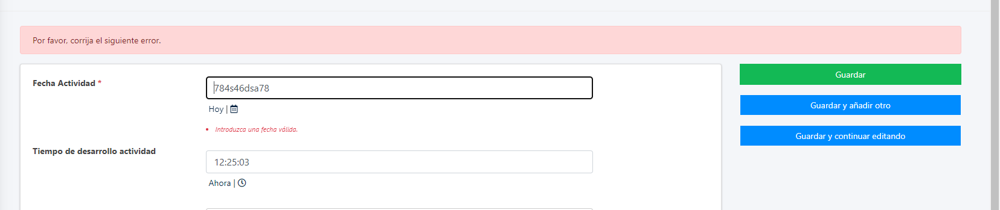 Por favor, corrija el siguiente error.
Fecha Actividad *
784s46dsa78
Hoy |
Introduzca una fecha válida.
Tiempo de desarrollo actividad
12:25:03
Ahora |
Guardar
Guardar y añadir otro
Guardar y continuar editando